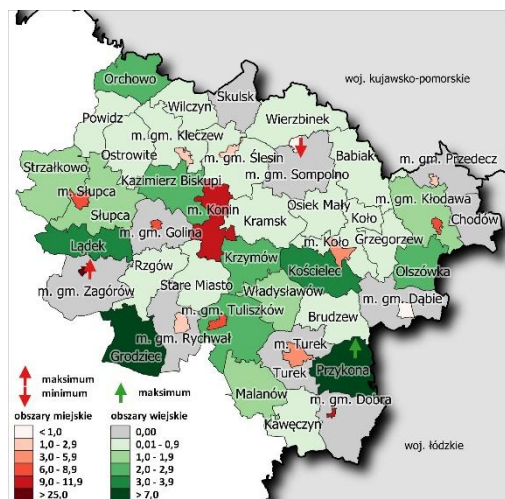 Orchowo
Skulsk
woj. kujawsko-pomorskie
Powidz
Wilczyn
Wierzbinek
m. gm. Kleczew
Ostrowite
m. gm. Ślesin
Babiak
m. gm. Przedecz
Strzałkowo
Kazimierz Biskupi
m. gm. Sompolno
m. Słupca
Osiek Mały
m. gm. Kłodawa
Słupca
m. Konin
Kramsk
Koło
Chodów
m. gm. Golina
m. Koło
Grzegorzew
Lądek
Krzymów
Kościelec
Olszówka
Rzgów
m. gm. Zagórów
Stare Miasto
Władysławów
m. gm. Dąbie
m. gm. Tuliszków
Brudzew
m. gm. Rychwał
m. Turek
Grodziec
Turek
Przykona
Malanów
m. gm. Dobra
Kawęczyn
woj. łódzkie
maksimum
minimum
maksimum
obszary miejskie
< 1,0
1,0 - 2,9
3,0 - 5,9
6,0 - 8,9
9,0 - 11,9
> 25,0
obszary wiejskie
0,00
0,01 - 0,9
1,0 - 1,9
2,0 - 2,9
3,0 - 3,9
> 7,0